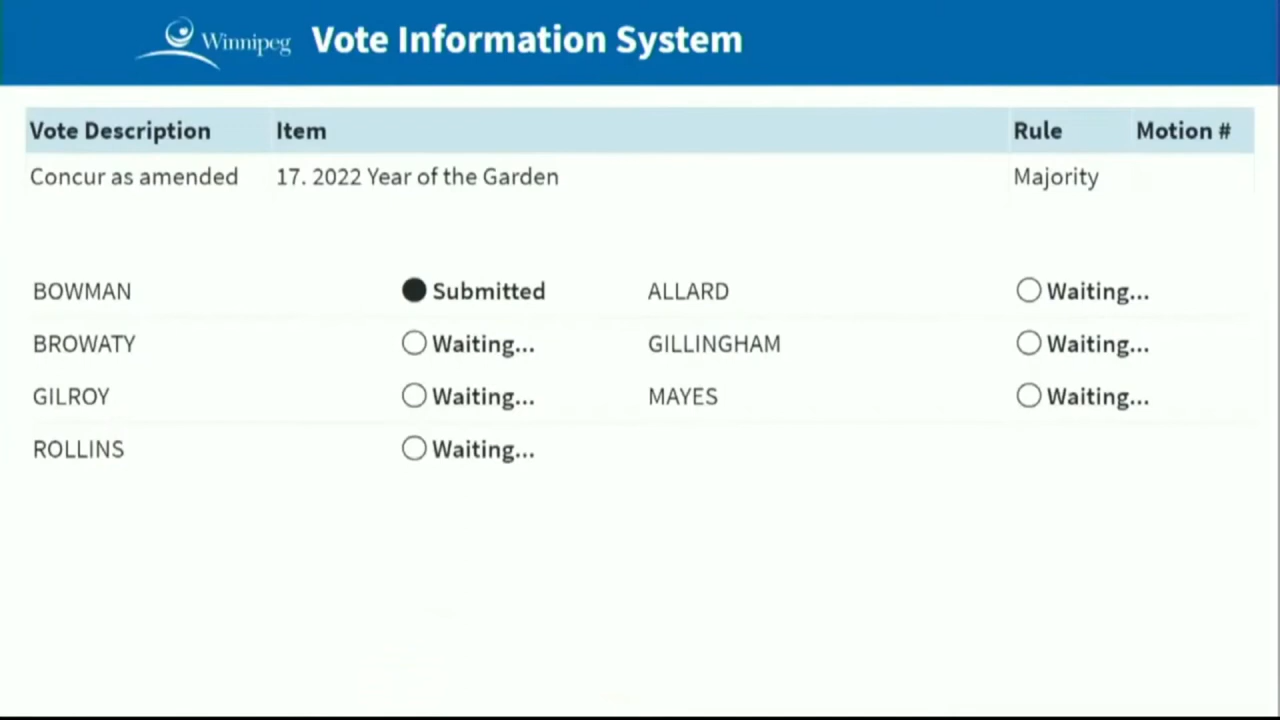 Winnipeg Vote Information System
Vote Description Item Rule Motion #
Concur as amended 17. 2022 Year of the Garden Majority
BOWMAN Submitted ALLARD Waiting...
BROWATY Waiting... GILLINGHAM Waiting...
GILROY Waiting... MAYES Waiting...
ROLLINS Waiting...